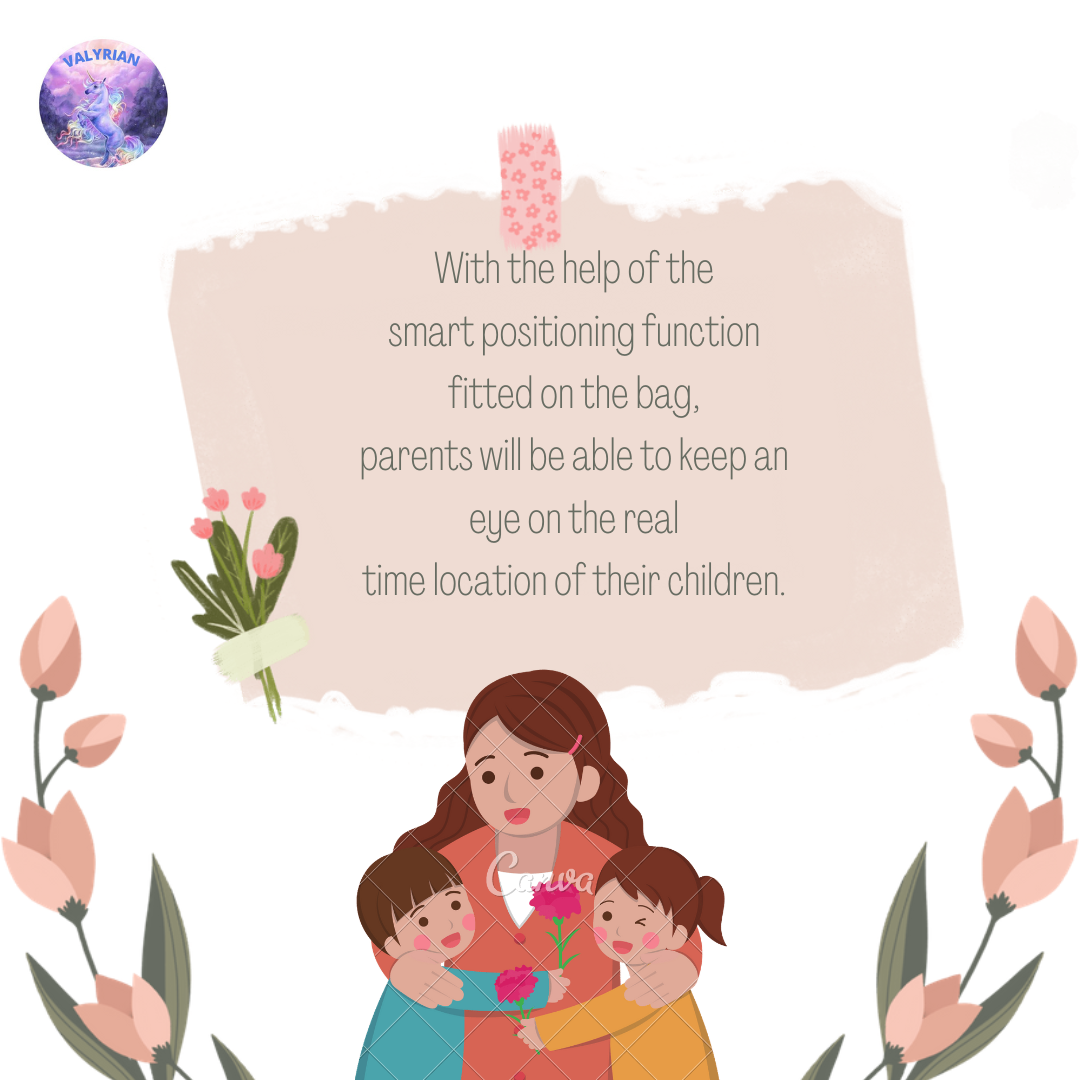 VALYRIAN
With the help of the
smart positioning function
fitted on the bag,
parents will be able to keep an
eye on the real
time location of their children.
Canva